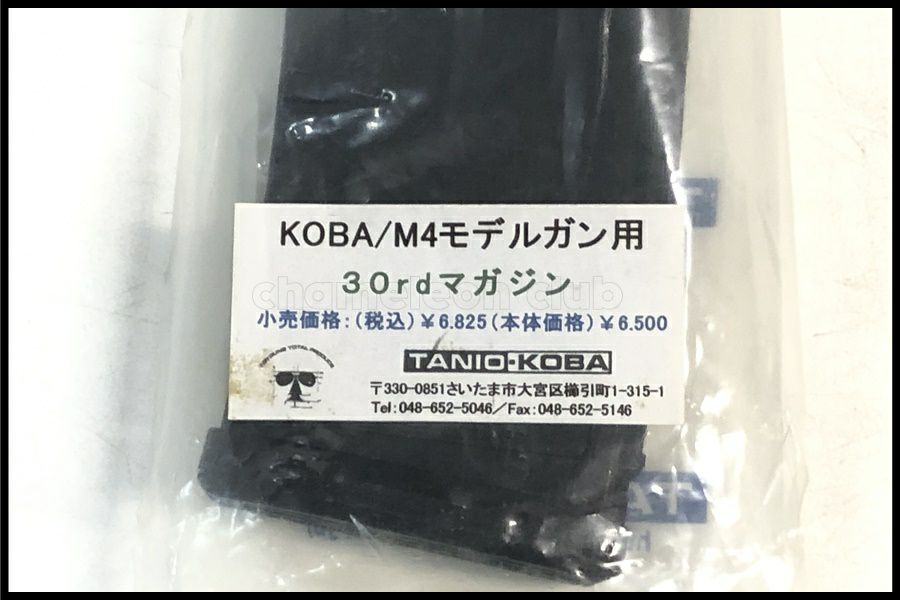 KOBA/M4モデルガン用
30rdマガジン
chameleon club
小売価格:(税込)¥6.825(本体価格)¥6.500
TANIO-KOBA
〒330-0851さいたま市大宮区櫛引町1-315-1
Tel:048-652-5046/Fax:048-652-5146
TA